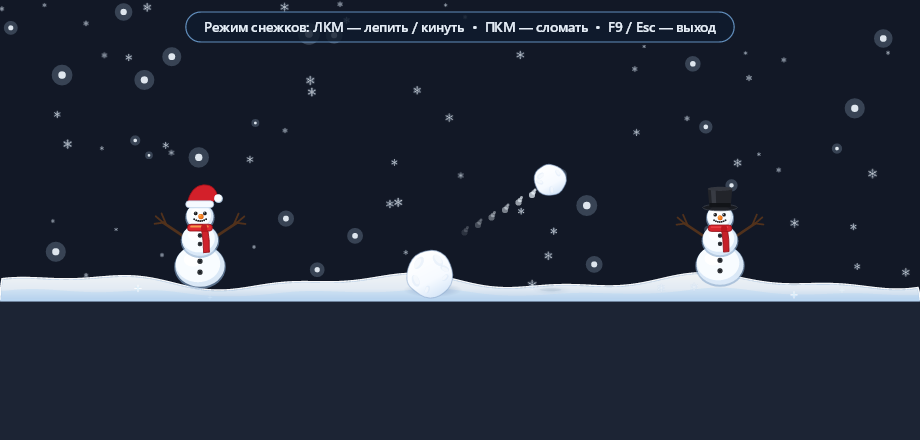 Режим снежков: ЛКМ — лепить / кинуть • ПКМ — сломать • F9 / Esc — выход